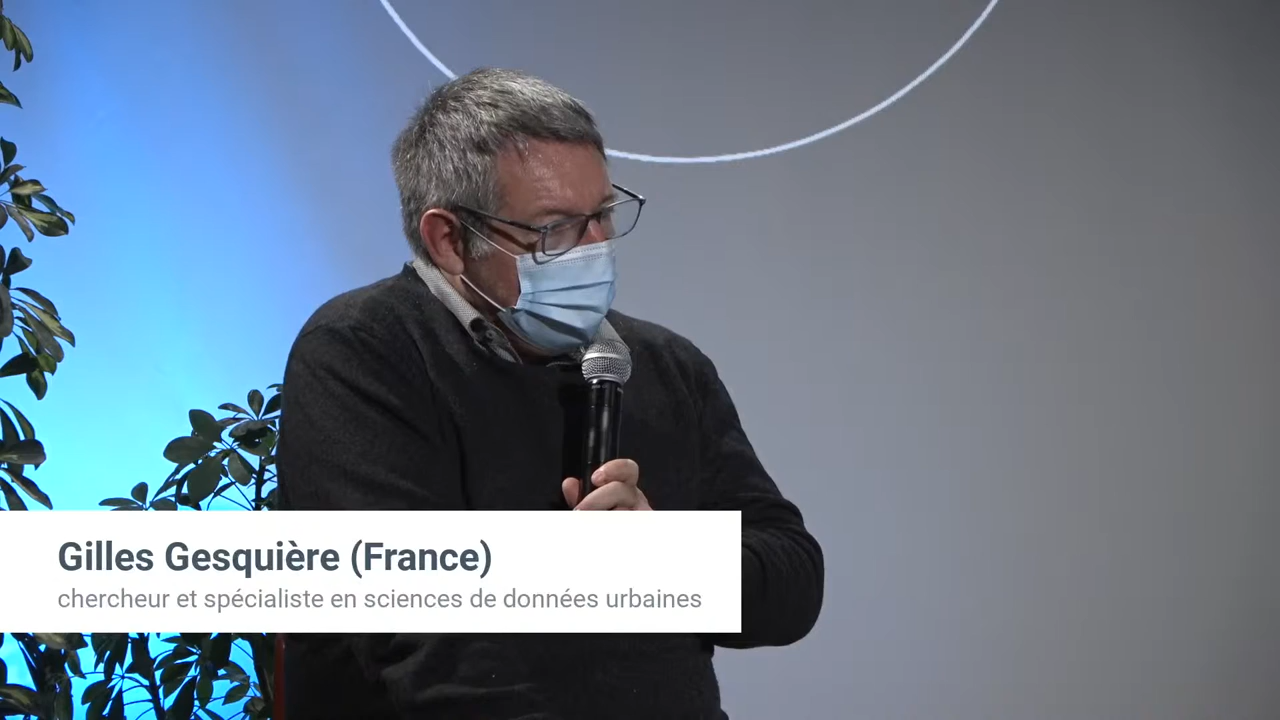 Gilles Gesquière (France)
chercheur et spécialiste en sciences de données urbaines